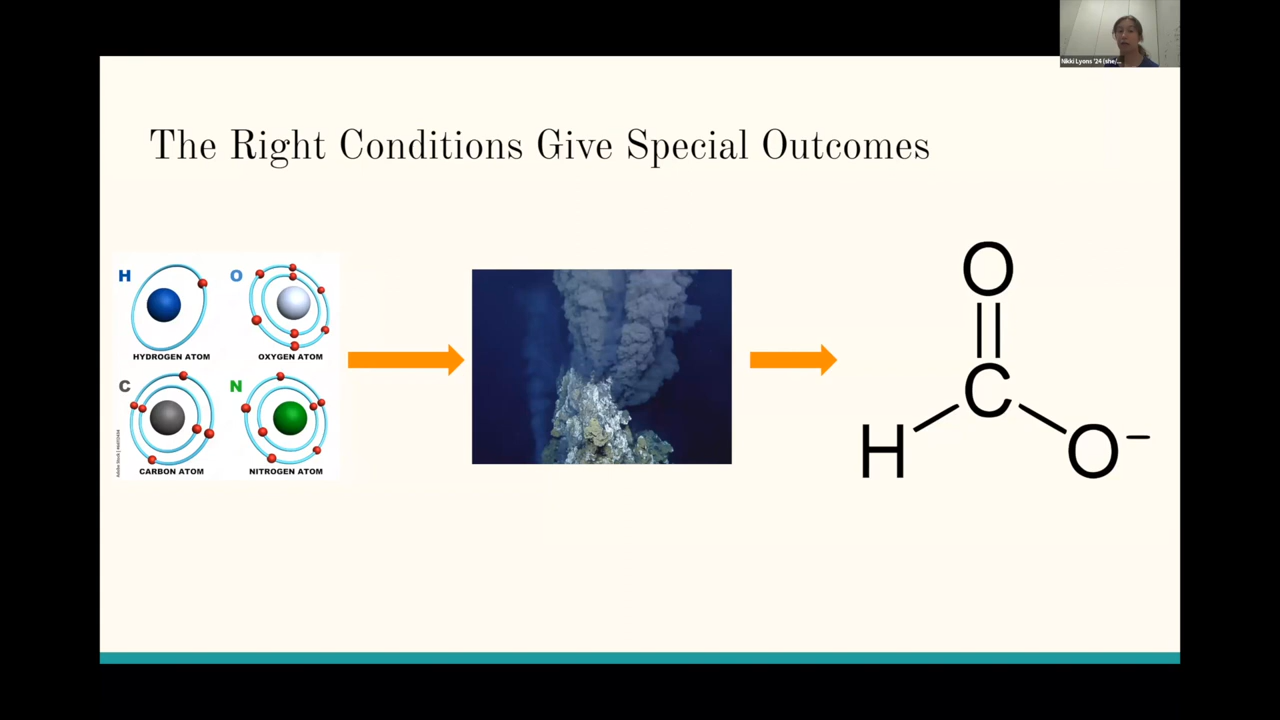 Nikki Lyons '24 (she/...
The Right Conditions Give Special Outcomes
H
HYDROGEN ATOM
O
OXYGEN ATOM
C
CARBON ATOM
N
NITROGEN ATOM
O
C
H
O−